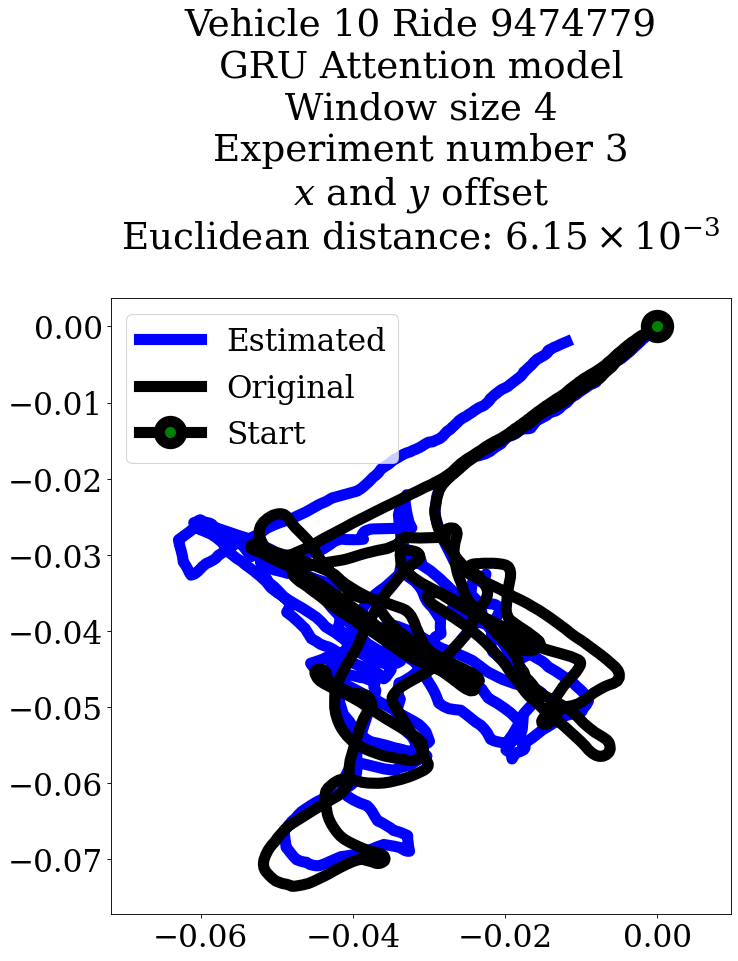 Vehicle 10 Ride 9474779
GRU Attention model
Window size 4
Experiment number 3
x and y offset
Euclidean distance: 6.15 × 10⁻³
Estimated
Original
Start
0.00
−0.01
−0.02
−0.03
−0.04
−0.05
−0.06
−0.07
−0.06 −0.04 −0.02 0.00